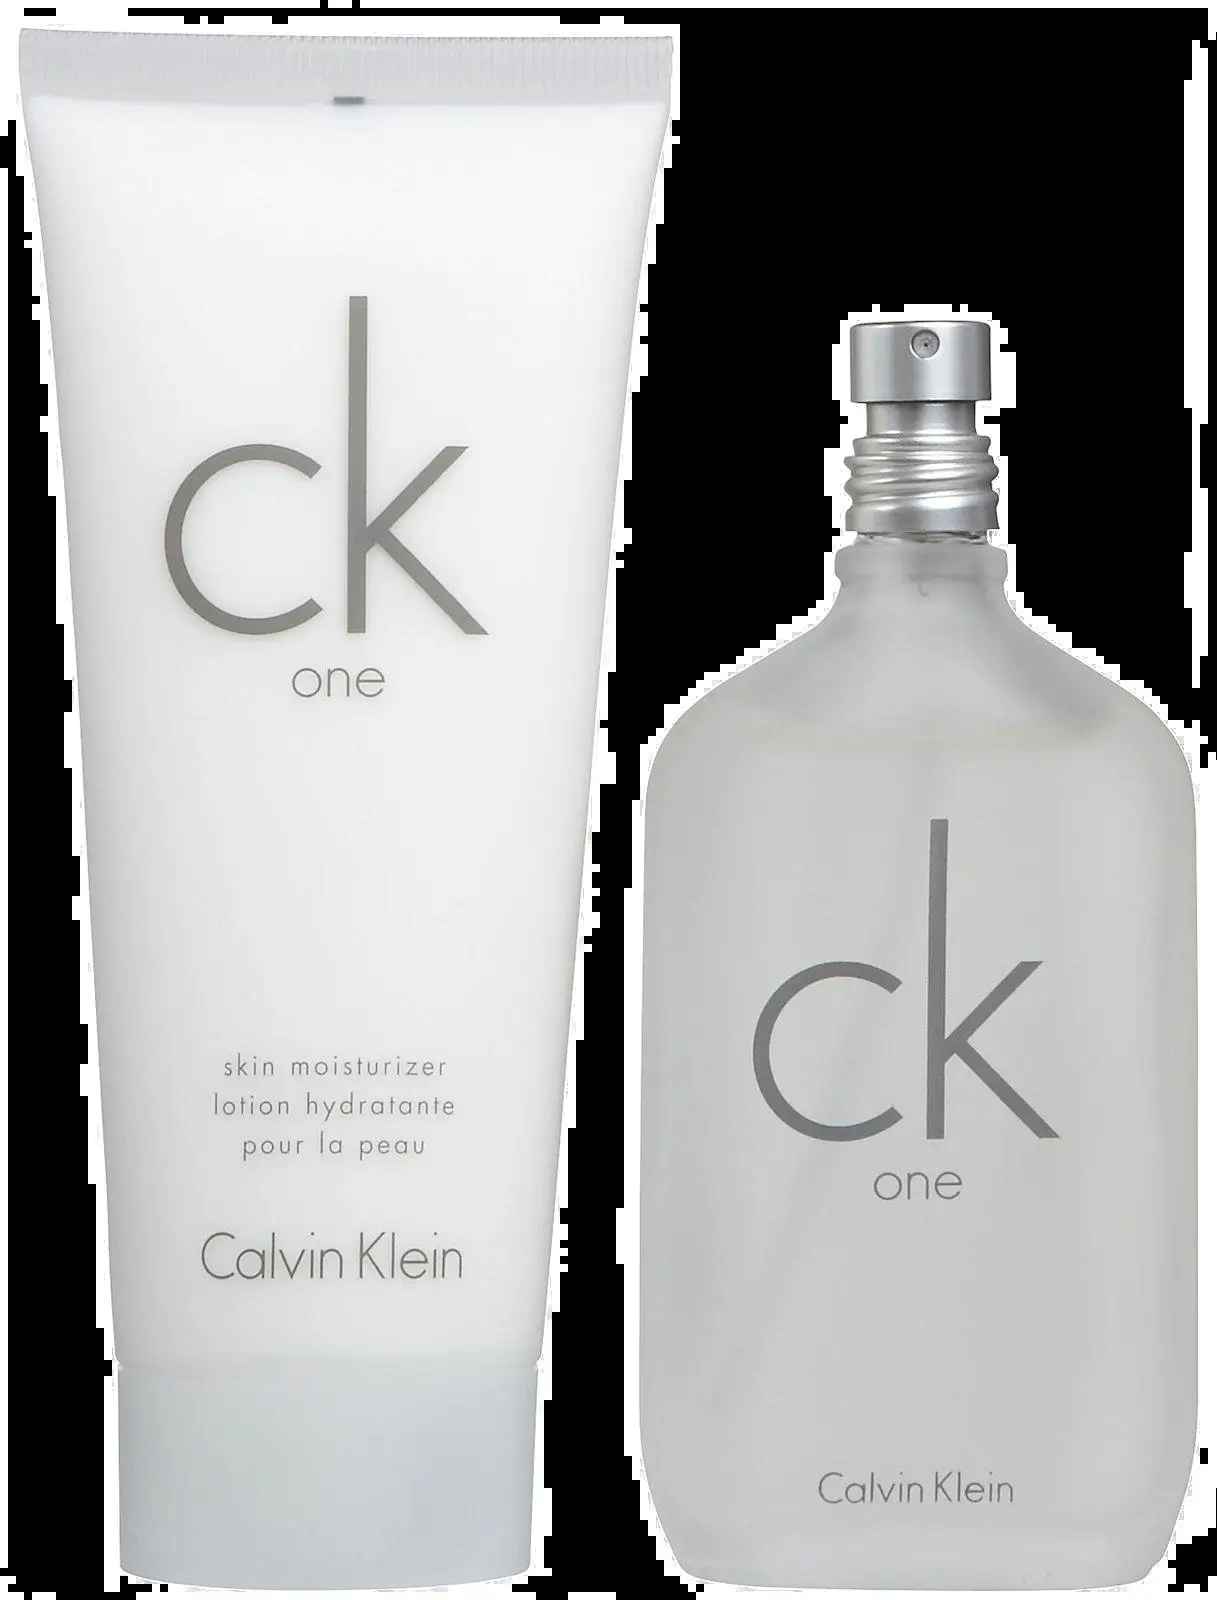 ck
one
skin moisturizer
lotion hydratante
pour la peau
Calvin Klein
ck
one
Calvin Klein